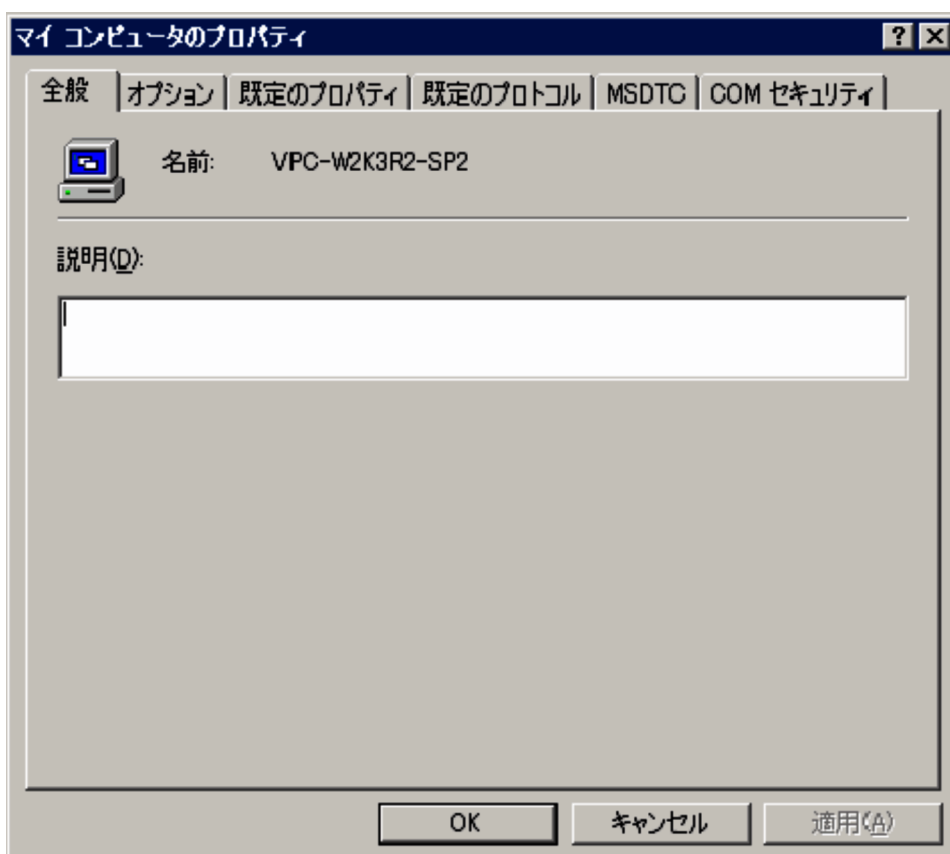 マイ コンピュータのプロパティ
全般 オプション 既定のプロパティ 既定のプロトコル MSDTC COM セキュリティ
名前: VPC-W2K3R2-SP2
説明(D):
OK キャンセル 適用(A)